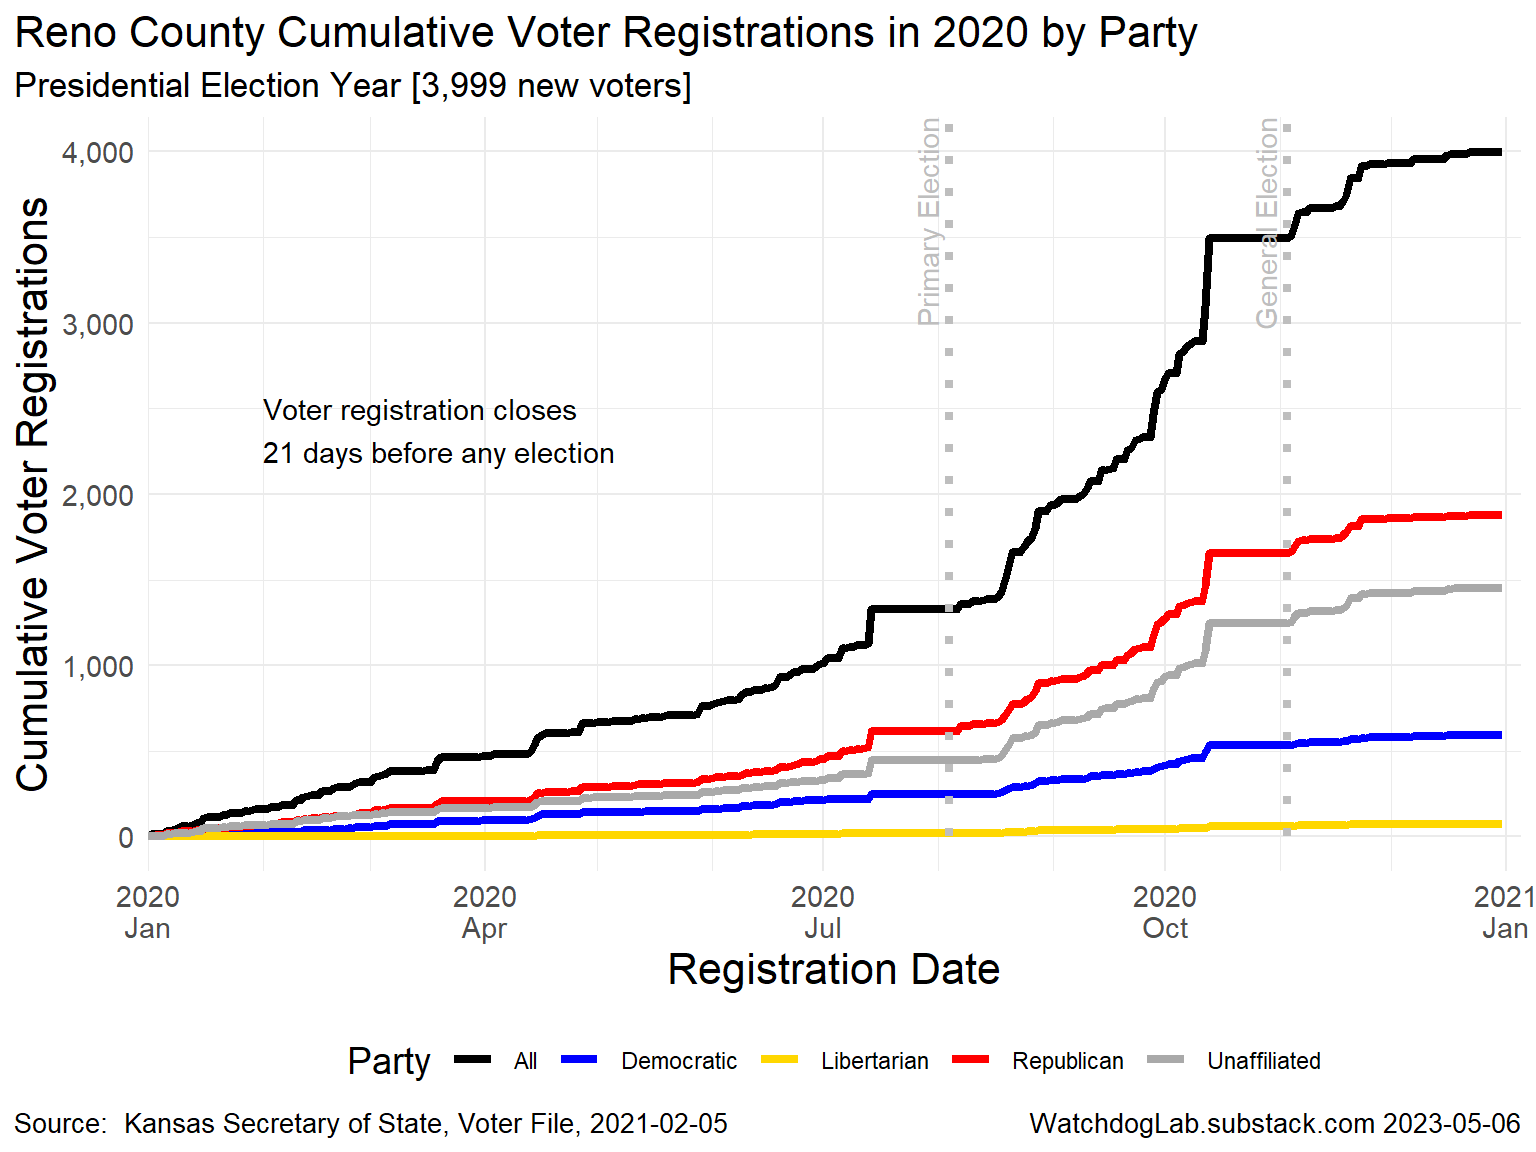 Reno County Cumulative Voter Registrations in 2020 by Party
Presidential Election Year [3,999 new voters]
Cumulative Voter Registrations
4,000
3,000
2,000
1,000
0
Primary Election
General Election
Voter registration closes
21 days before any election
2020 2020 2020 2020 2021
Jan Apr Jul Oct Jan
Registration Date
Party All Democratic Libertarian Republican Unaffiliated
Source:  Kansas Secretary of State, Voter File, 2021-02-05
WatchdogLab.substack.com 2023-05-06